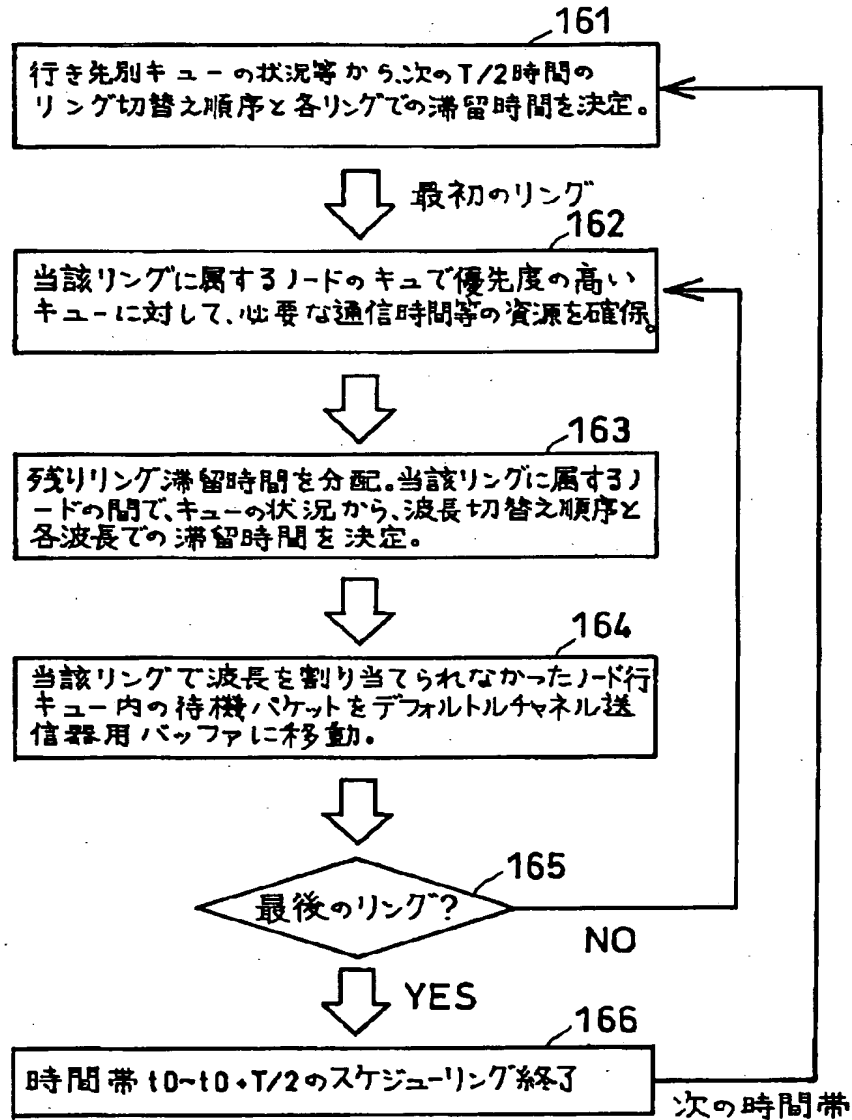 161
行き先別キューの状況等から、次のT/2時間の
リング切替え順序と各リングでの滞留時間を決定。
最初のリング
162
当該リングに属するノードのキュで優先度の高い
キューに対して、必要な通信時間等の資源を確保。
163
残りリング滞留時間を分配。当該リングに属するノ
ードの間で、キューの状況から、波長切替え順序と
各波長での滞留時間を決定。
164
当該リングで波長を割り当てられなかったノード行
キュー内の待機パケットをデフォルトルチャネル送
信器用バッファに移動。
165
最後のリング?
NO
YES
166
時間帯t0~t0+T/2のスケジューリング終了
次の時間帯